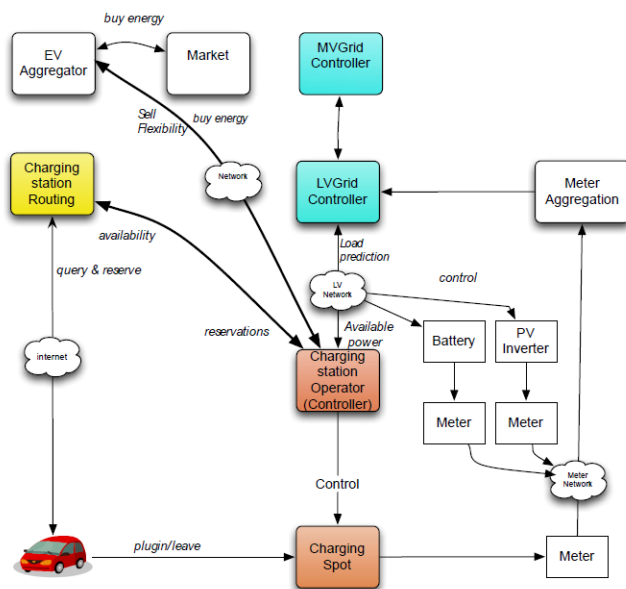 buy energy
EV
Aggregator
Market
MVGrid
Controller
Sell
Flexibility
buy energy
Network
Charging
station
Routing
LVGrid
Controller
Meter
Aggregation
availability
query & reserve
Load
prediction
LV
Network
control
reservations
Available
power
internet
Battery
PV
Inverter
Charging
station
Operator
(Controller)
Meter
Meter
Meter
Network
Control
plugin/leave
Charging
Spot
Meter